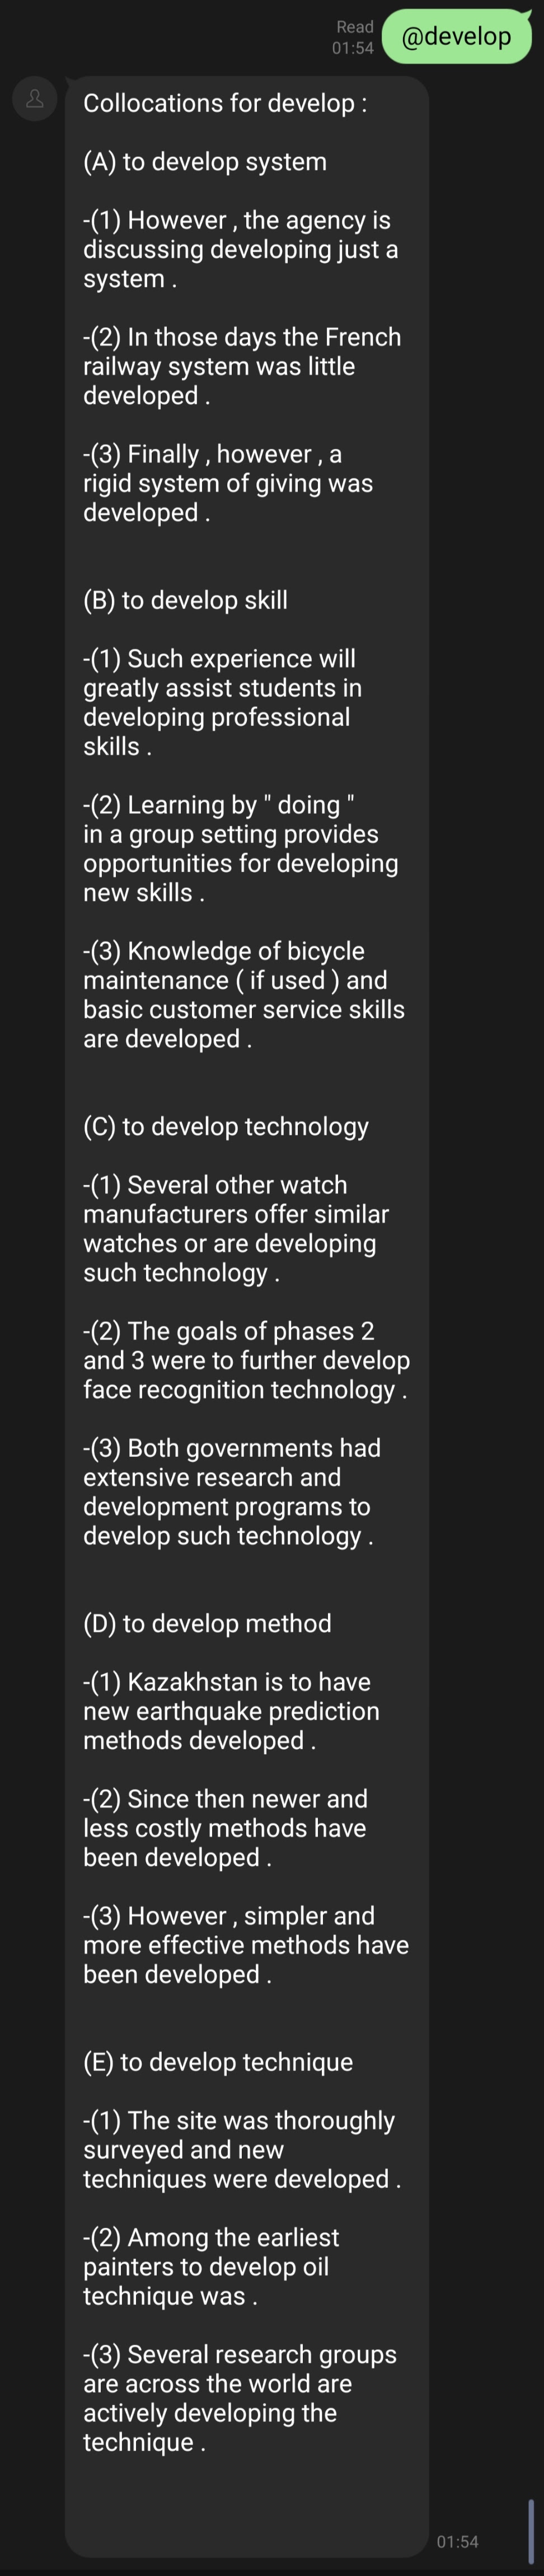 Read
01:54
@develop
Collocations for develop :
(A) to develop system
-(1) However , the agency is
discussing developing just a
system .
-(2) In those days the French
railway system was little
developed .
-(3) Finally , however , a
rigid system of giving was
developed .
(B) to develop skill
-(1) Such experience will
greatly assist students in
developing professional
skills .
-(2) Learning by " doing "
in a group setting provides
opportunities for developing
new skills .
-(3) Knowledge of bicycle
maintenance ( if used ) and
basic customer service skills
are developed .
(C) to develop technology
-(1) Several other watch
manufacturers offer similar
watches or are developing
such technology .
-(2) The goals of phases 2
and 3 were to further develop
face recognition technology .
-(3) Both governments had
extensive research and
development programs to
develop such technology .
(D) to develop method
-(1) Kazakhstan is to have
new earthquake prediction
methods developed .
-(2) Since then newer and
less costly methods have
been developed .
-(3) However , simpler and
more effective methods have
been developed .
(E) to develop technique
-(1) The site was thoroughly
surveyed and new
techniques were developed .
-(2) Among the earliest
painters to develop oil
technique was .
-(3) Several research groups
are across the world are
actively developing the
technique .
01:54